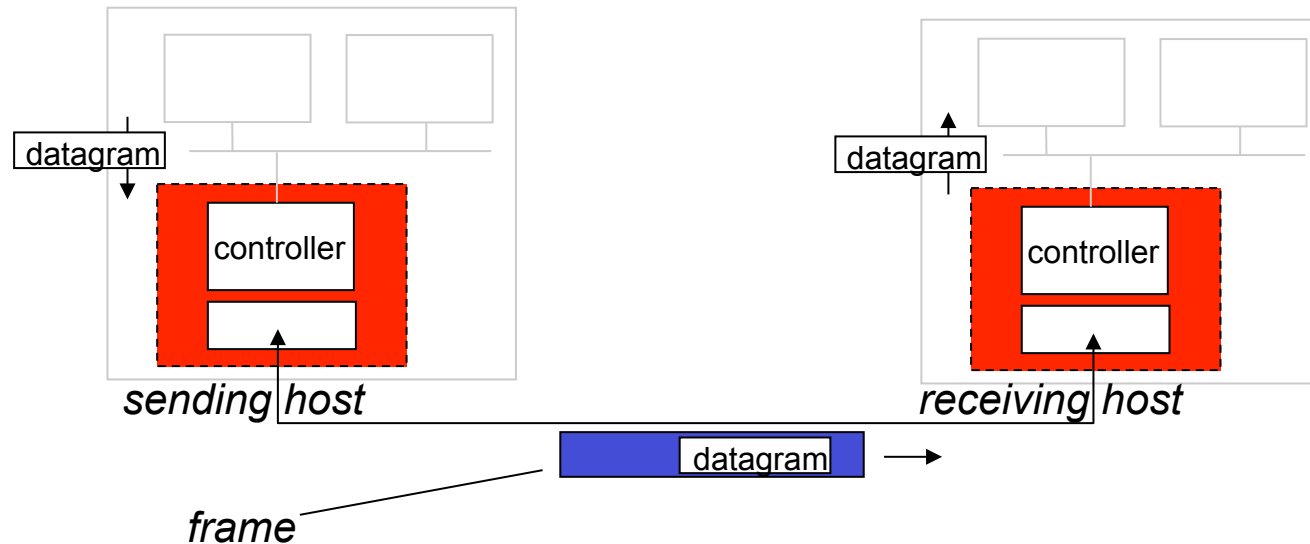 datagram
datagram
controller
controller
sending host
receiving host
datagram
frame